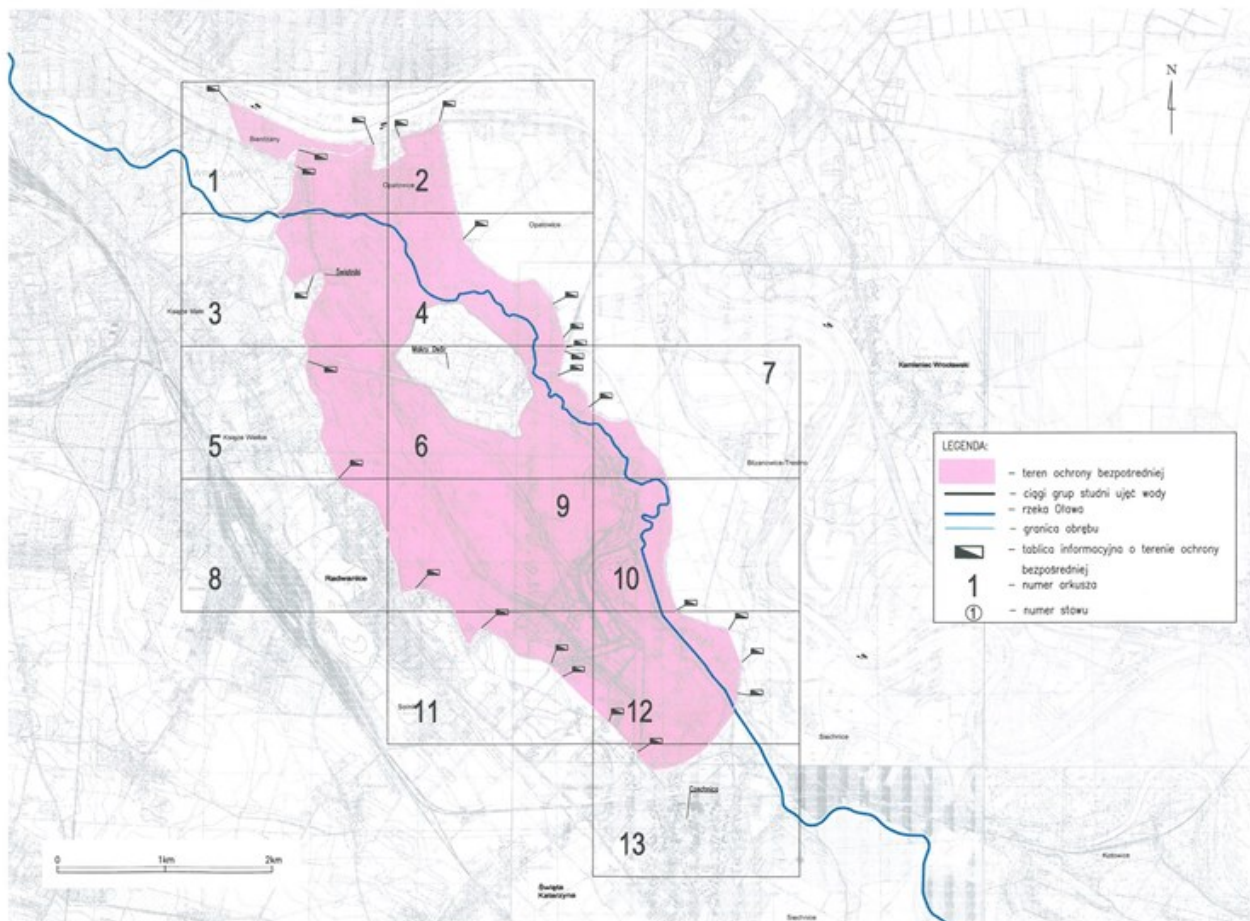 N
Bierdzany
1
2
Opatowice
Opatowice
Świątniki
3
Księże Małe
4
Mokry Dwór
7
Kamieniec Wrocławski
5
Księże Wielkie
6
Blizanowice/Trestno
LEGENDA:
– teren ochrony bezpośredniej
– ciągi grup studni ujęć wody
– rzeka Oława
– granica obrębu
– tablica informacyjna o terenie ochrony
bezpośredniej
1 – numer arkusza
① – numer stawu
9
8
Radwanice
10
11
12
Siechnice
Czechnica
13
0 1km 2km
Kotowice
Święta
Katarzyna
Siechnice